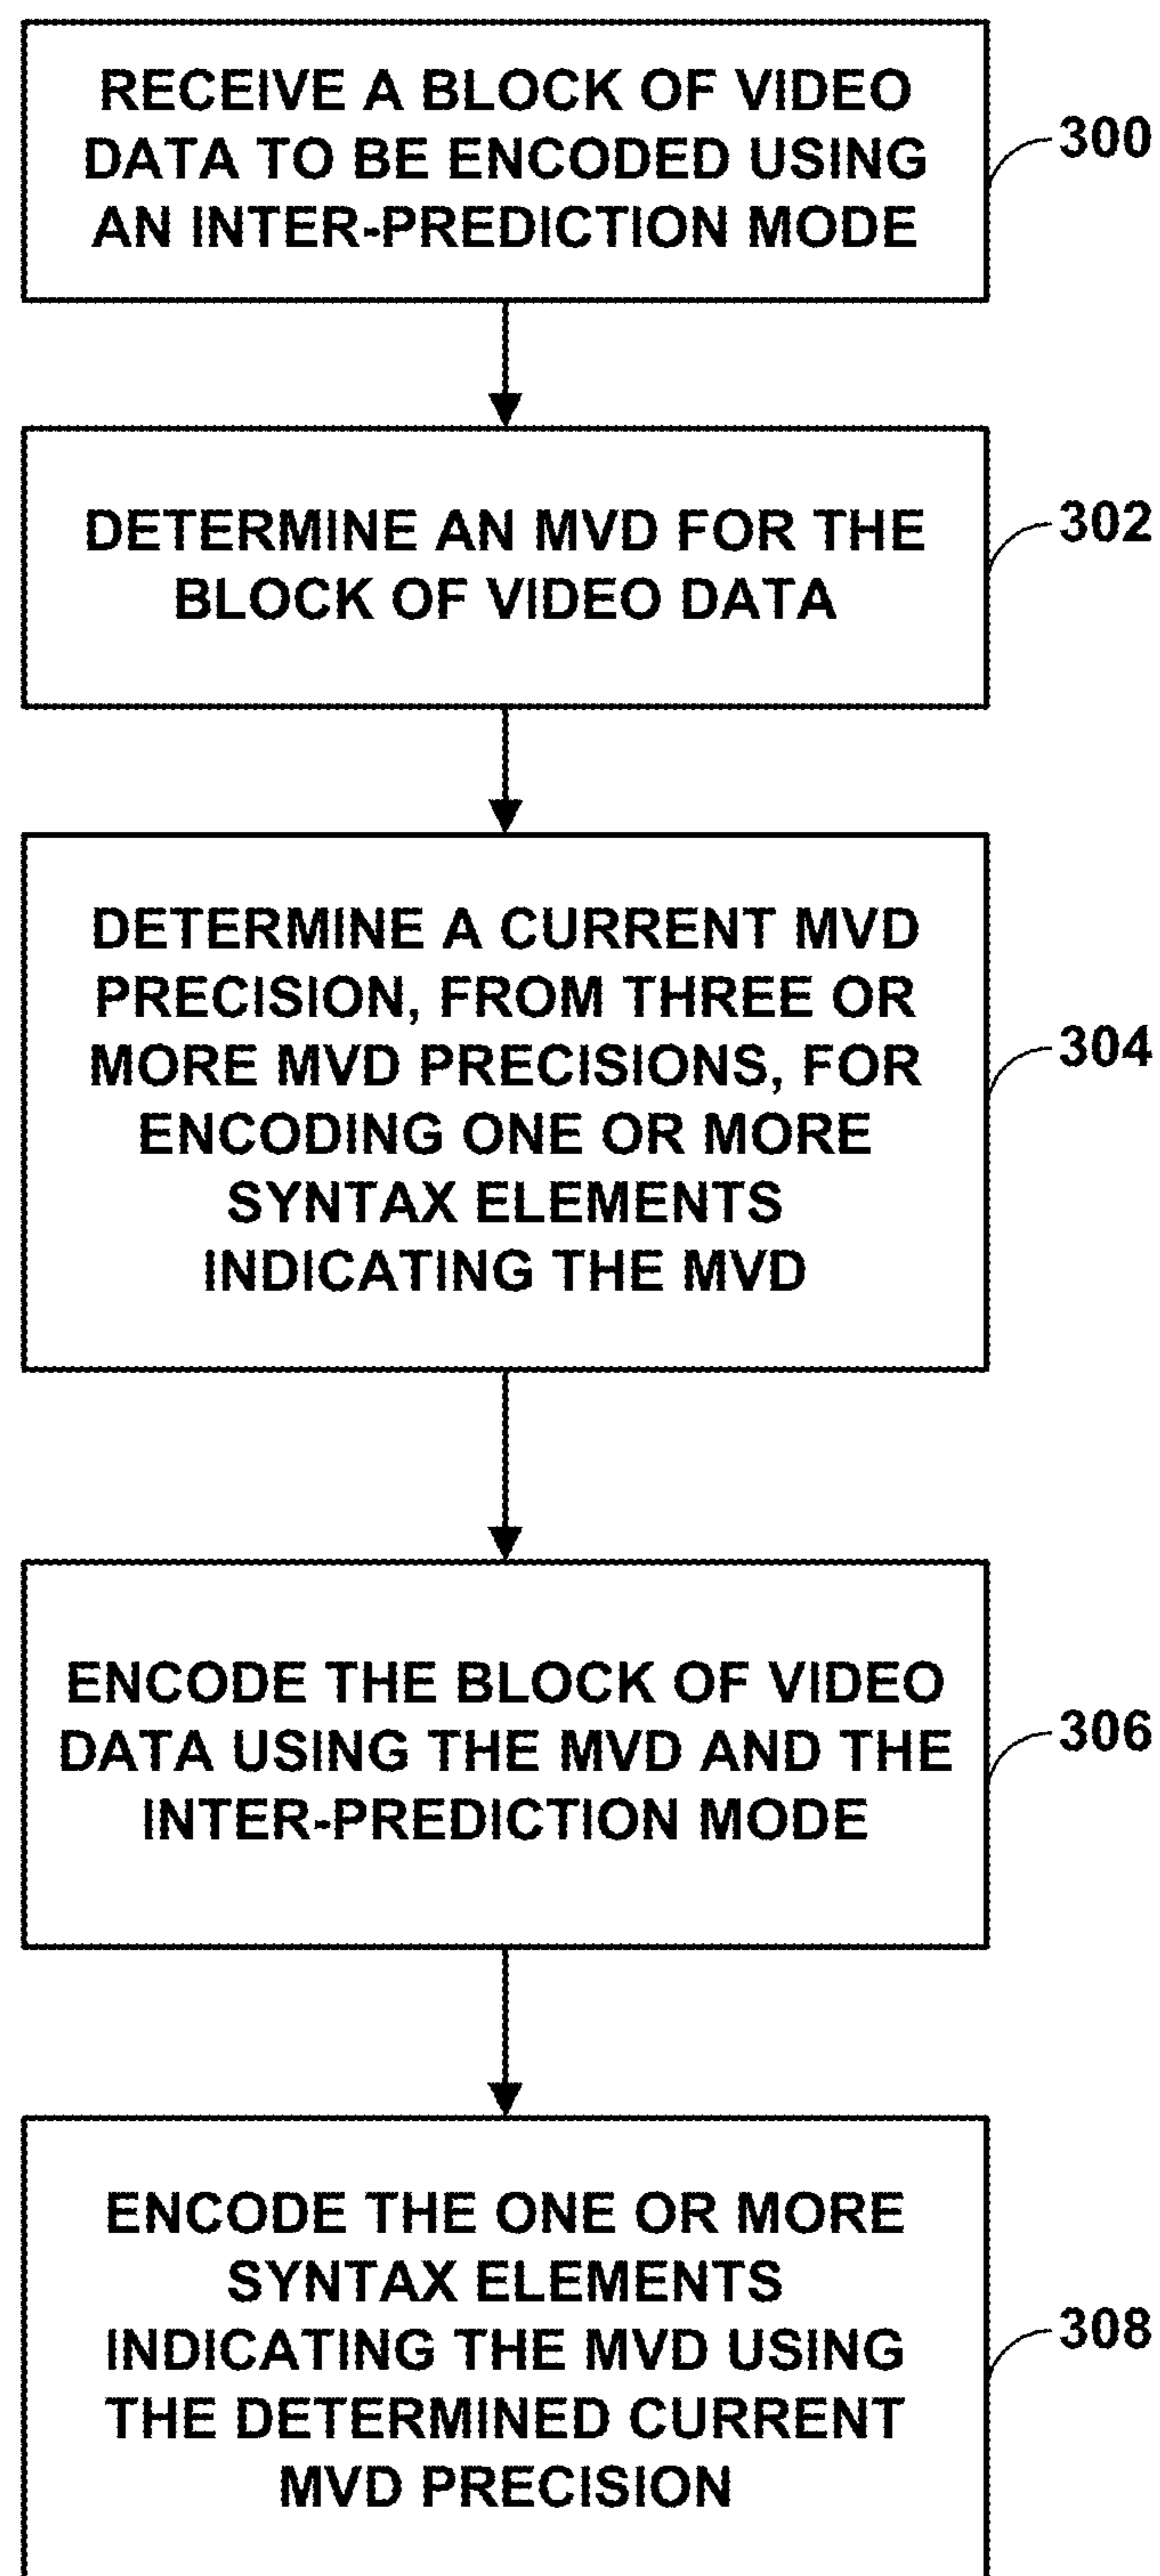 RECEIVE A BLOCK OF VIDEO
DATA TO BE ENCODED USING
AN INTER-PREDICTION MODE
300
DETERMINE AN MVD FOR THE
BLOCK OF VIDEO DATA
302
DETERMINE A CURRENT MVD
PRECISION, FROM THREE OR
MORE MVD PRECISIONS, FOR
ENCODING ONE OR MORE
SYNTAX ELEMENTS
INDICATING THE MVD
304
ENCODE THE BLOCK OF VIDEO
DATA USING THE MVD AND THE
INTER-PREDICTION MODE
306
ENCODE THE ONE OR MORE
SYNTAX ELEMENTS
INDICATING THE MVD USING
THE DETERMINED CURRENT
MVD PRECISION
308